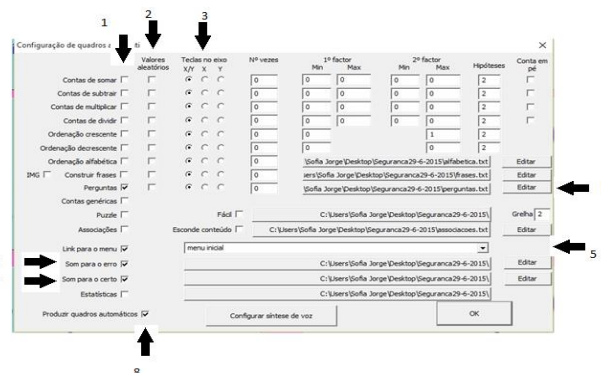 1
2
3
Configuração de quadros a ti
Valores aleatórios
Teclas no eixo
X/Y X Y
Nº vezes
1º factor
Min Max
2º factor
Min Max
Hipóteses
Conta em pé
Contas de somar 0 0 0 0 0 2
Contas de subtrair 0 0 0 0 0 2
Contas de multiplicar 0 0 0 0 0 2
Contas de dividir 0 0 0 0 0 2
Ordenação crescente 0 0 1 2
Ordenação decrescente 0 0 0 2
Ordenação alfabética 0 \Sofia Jorge\Desktop\Seguranca29-6-2015\alfabetica.txt Editar
IMG Construir frases 0 sers\Sofia Jorge\Desktop\Seguranca29-6-2015\frases.txt Editar
Perguntas 0 \Sofia Jorge\Desktop\Seguranca29-6-2015\perguntas.txt Editar
Contas genéricas
Puzzle Fácil C:\Users\Sofia Jorge\Desktop\Seguranca29-6-2015\ Grelha 2
Associações Esconde conteúdo C:\Users\Sofia Jorge\Desktop\Seguranca29-6-2015\associacoes.txt Editar
Link para o menu menu inicial
5
Som para o erro C:\Users\Sofia Jorge\Desktop\Seguranca29-6-2015\ Editar
Som para o certo C:\Users\Sofia Jorge\Desktop\Seguranca29-6-2015\ Editar
Estatísticas C:\Users\Sofia Jorge\Desktop\Seguranca29-6-2015\
Produzir quadros automáticos Configurar síntese de voz OK
8